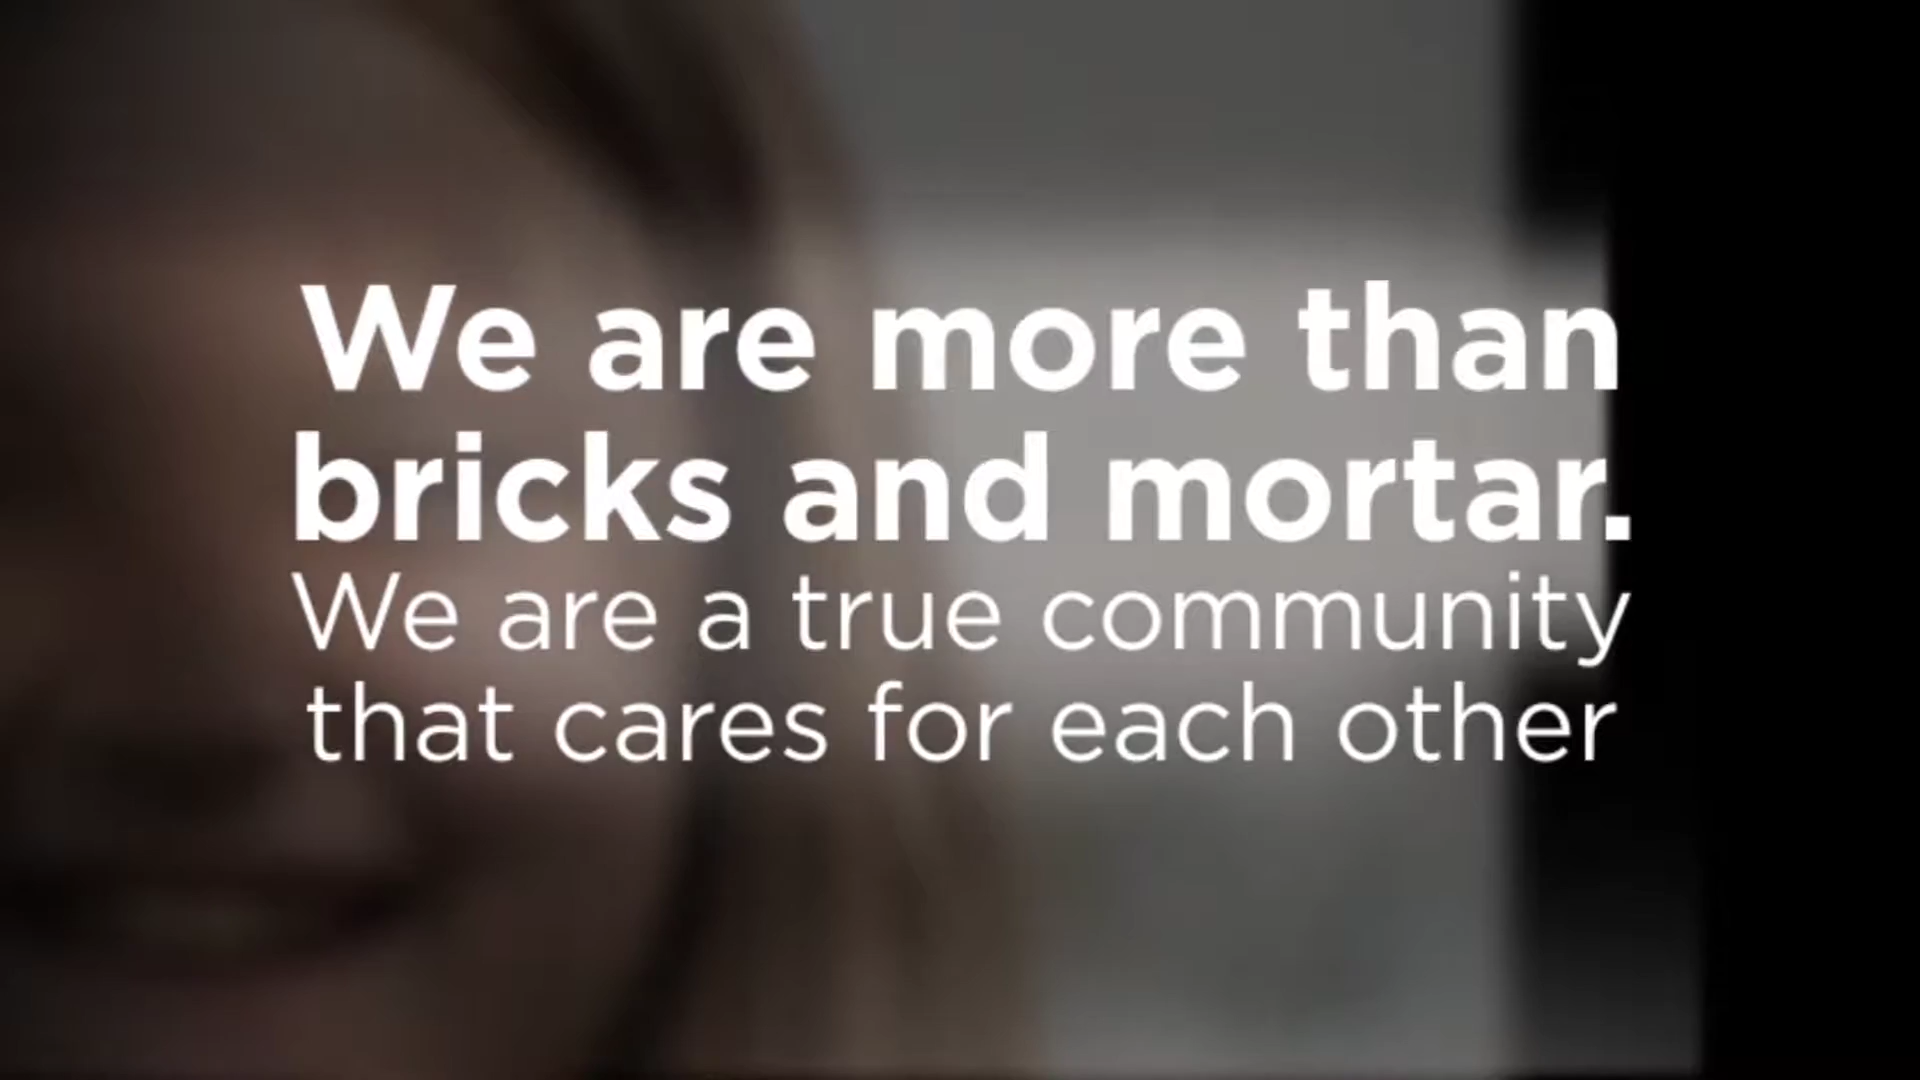 We are more than
bricks and mortar.
We are a true community
that cares for each other